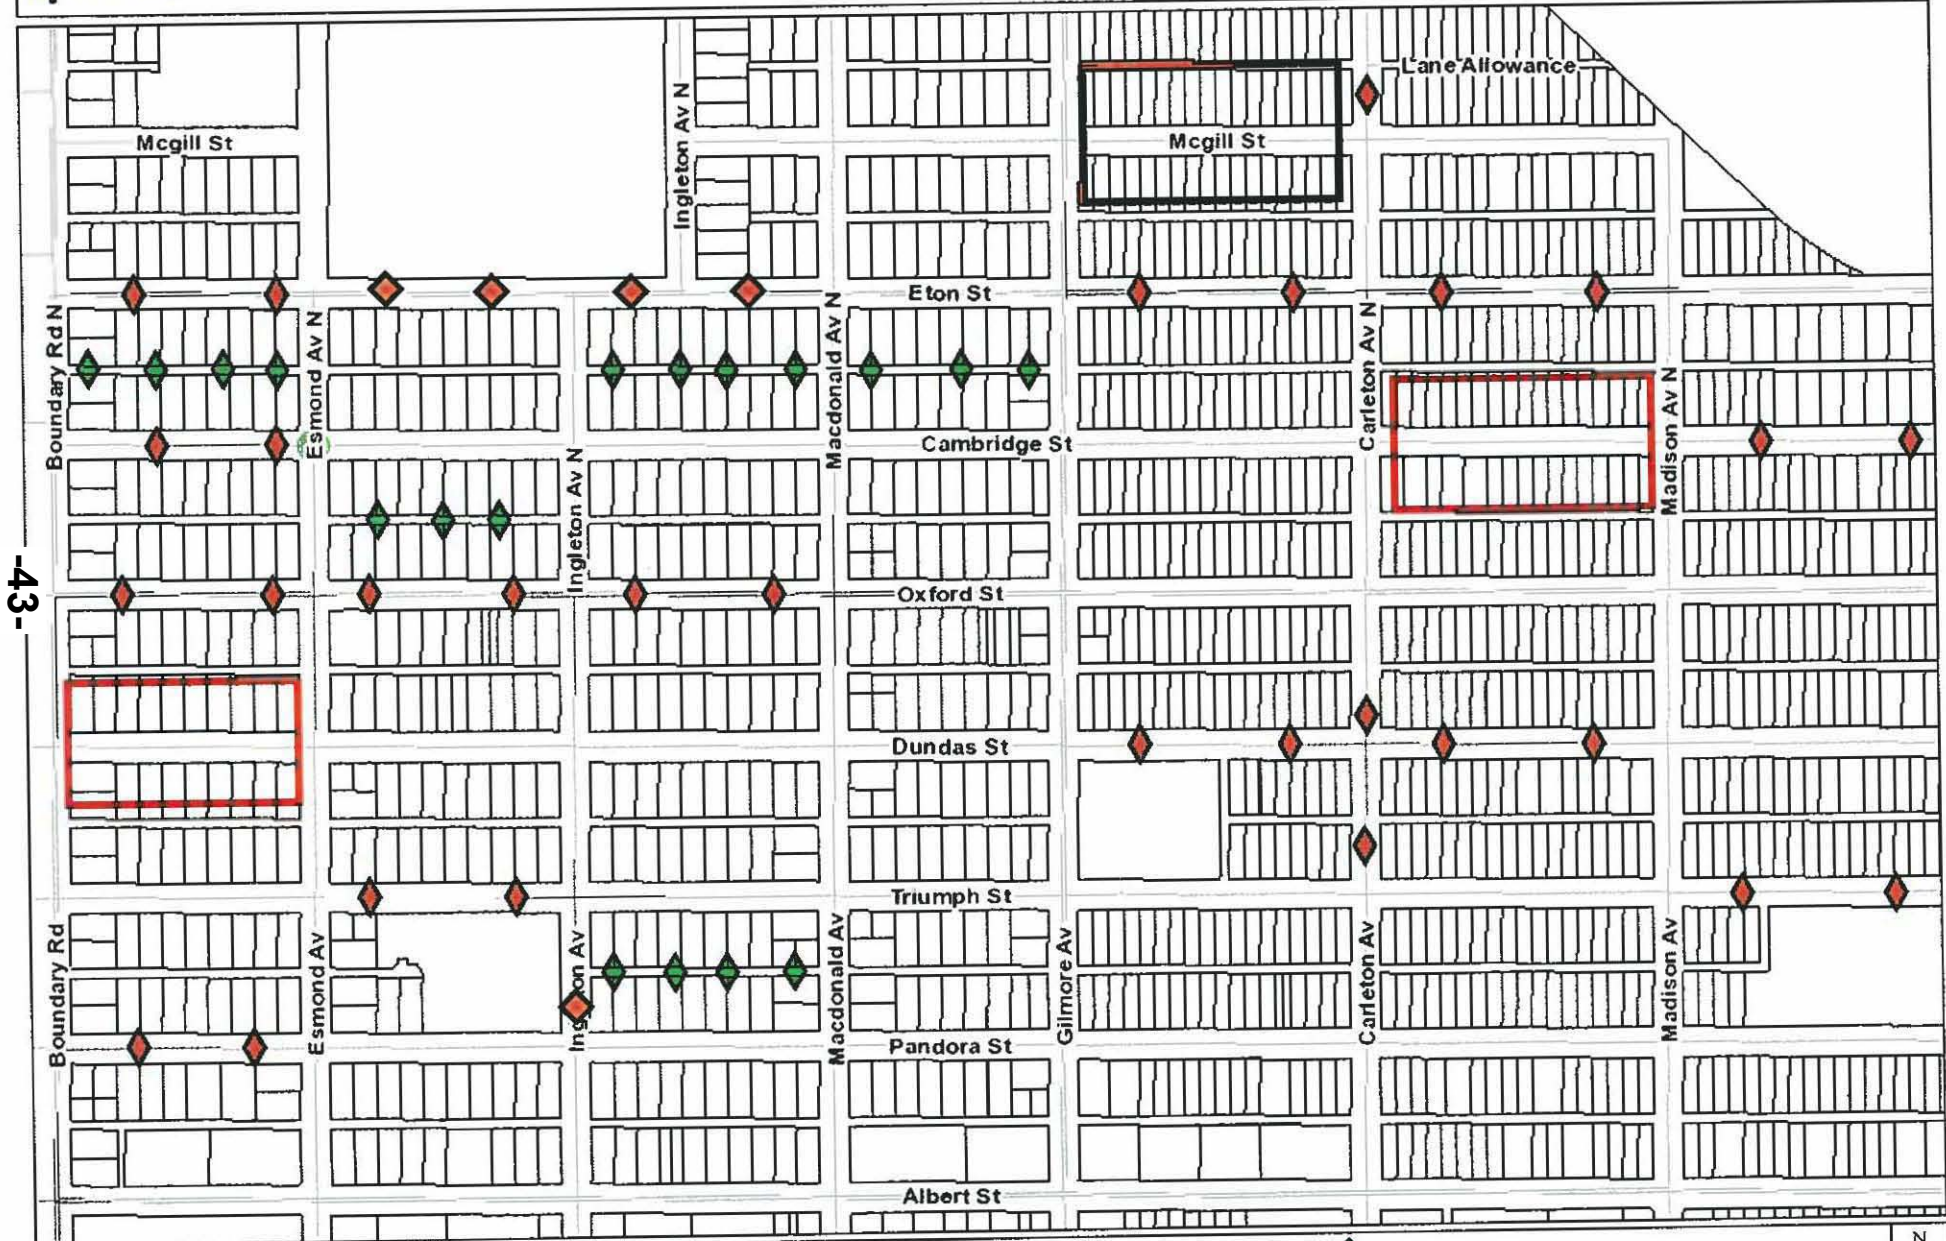 Lane Allowance
Mcgill St
Mcgill St
Ingleton Av N
Eton St
Boundary Rd N
Esmond Av N
Macdonald Av N
Carleton Av N
Madison Av N
Cambridge St
Ingleton Av N
-43-
Oxford St
Dundas St
Triumph St
Boundary Rd
Esmond Av
Macdonald Av
Gilmore Av
Carleton Av
Madison Av
Pandora St
Albert St
N